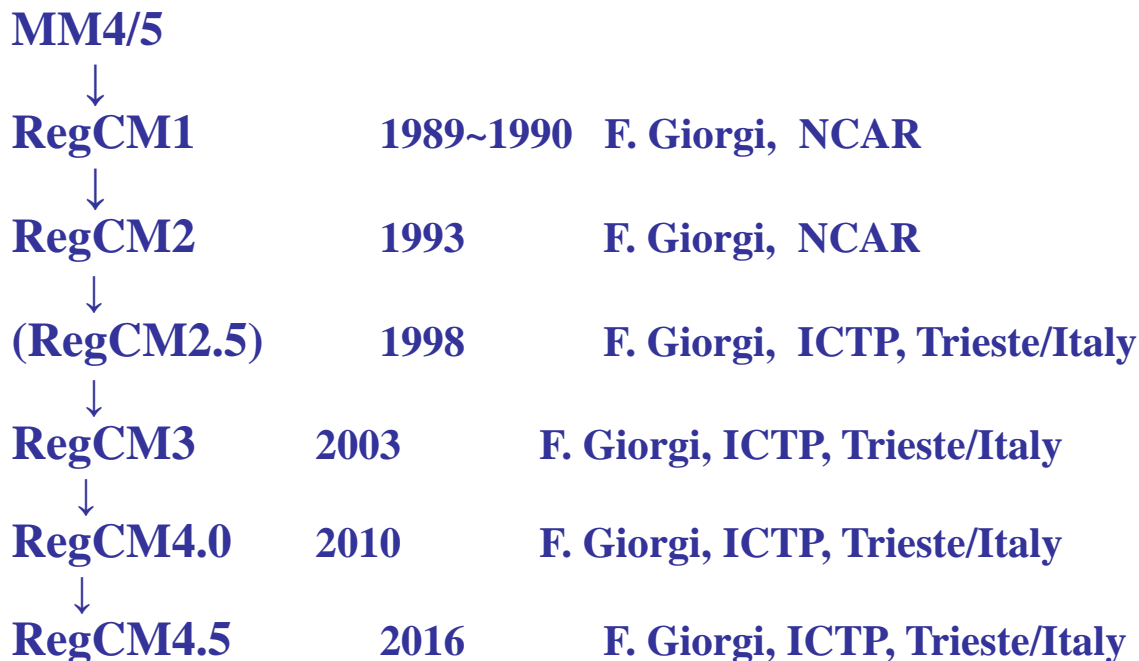 MM4/5
↓
RegCM1 1989~1990 F. Giorgi, NCAR
↓
RegCM2 1993 F. Giorgi, NCAR
↓
(RegCM2.5) 1998 F. Giorgi, ICTP, Trieste/Italy
↓
RegCM3 2003 F. Giorgi, ICTP, Trieste/Italy
↓
RegCM4.0 2010 F. Giorgi, ICTP, Trieste/Italy
↓
RegCM4.5 2016 F. Giorgi, ICTP, Trieste/Italy